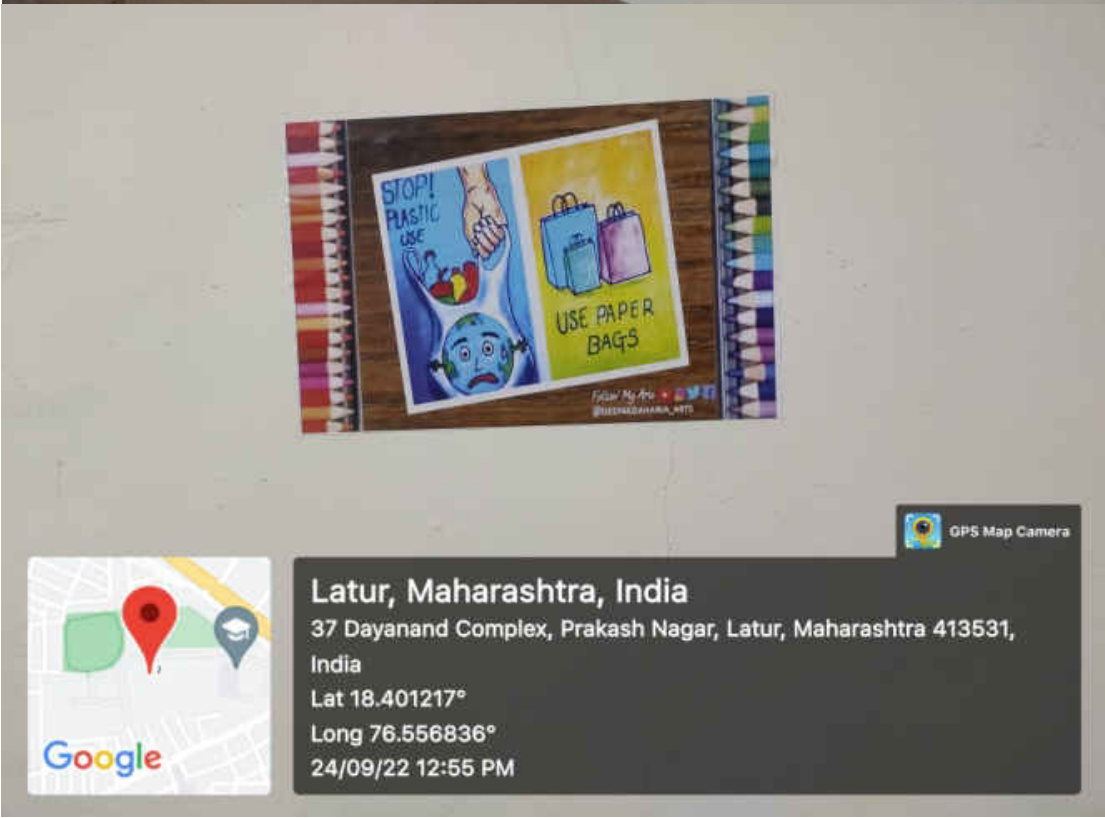 STOP!
PLASTIC
USE
USE PAPER
BAGS
Follow My Arts
GPS Map Camera
Latur, Maharashtra, India
37 Dayanand Complex, Prakash Nagar, Latur, Maharashtra 413531,
India
Lat 18.401217°
Long 76.556836°
24/09/22 12:55 PM
Google